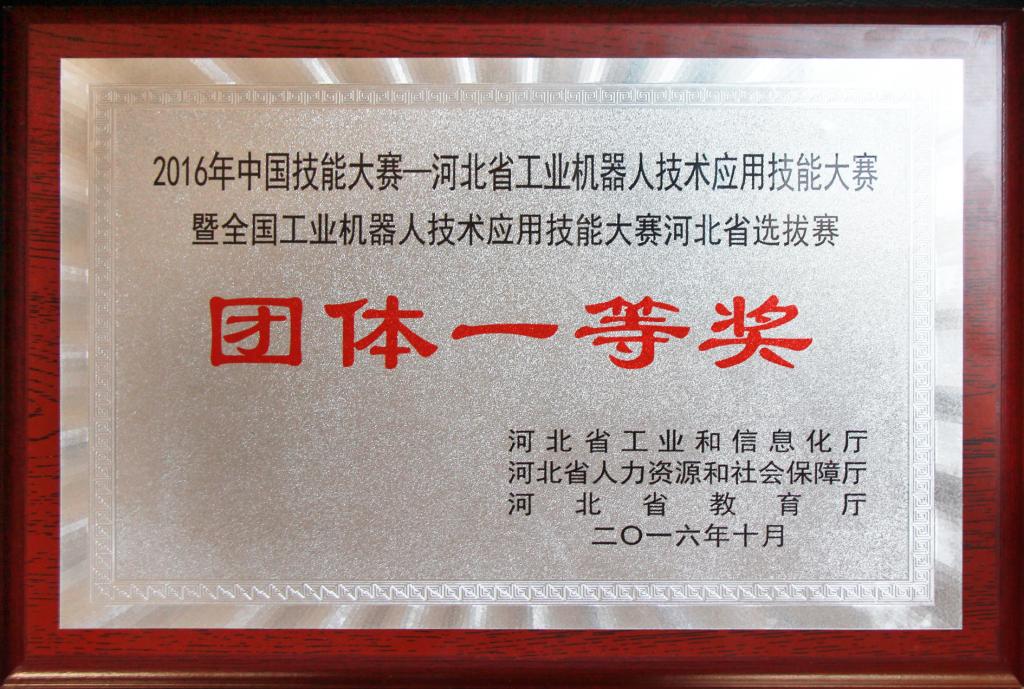 2016年中国技能大赛—河北省工业机器人技术应用技能大赛
暨全国工业机器人技术应用技能大赛河北省选拔赛
团体一等奖
河北省工业和信息化厅
河北省人力资源和社会保障厅
河北省教育厅
二〇一六年十月